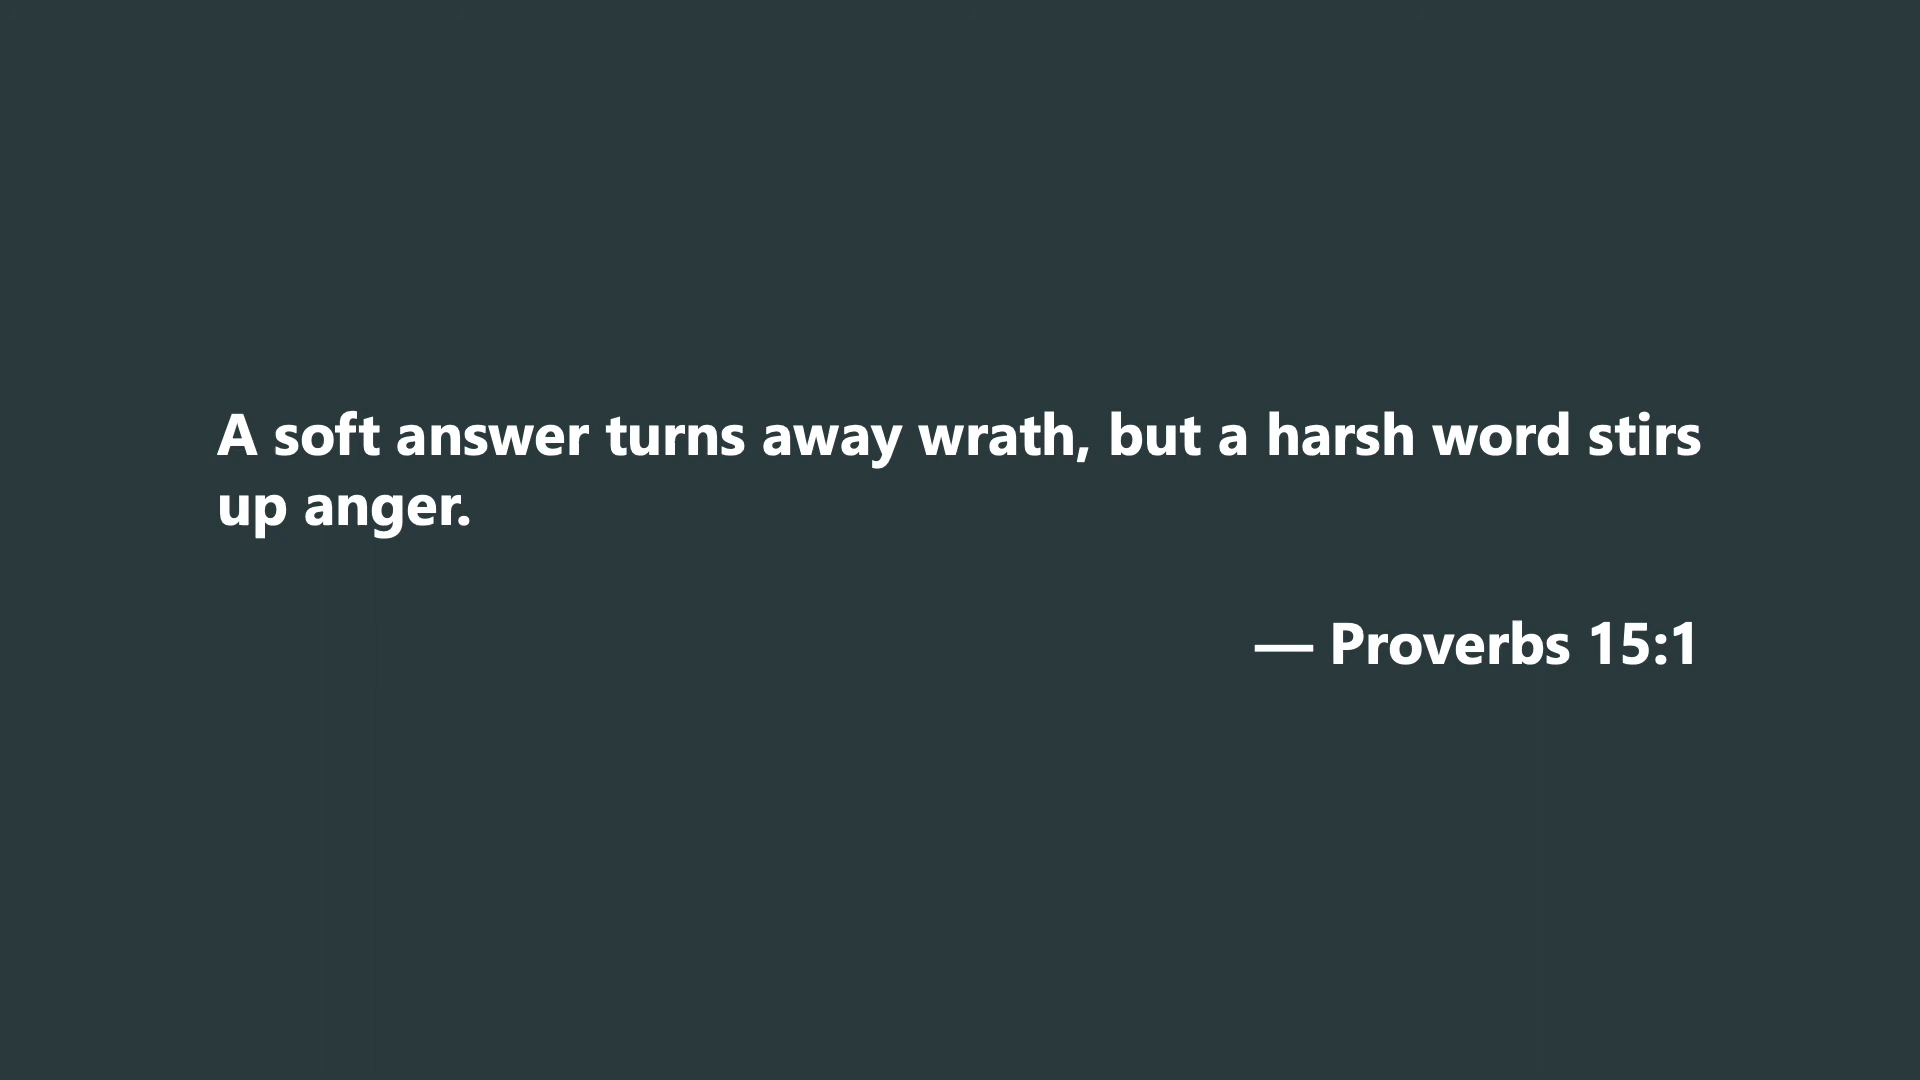 A soft answer turns away wrath, but a harsh word stirs
up anger.
— Proverbs 15:1